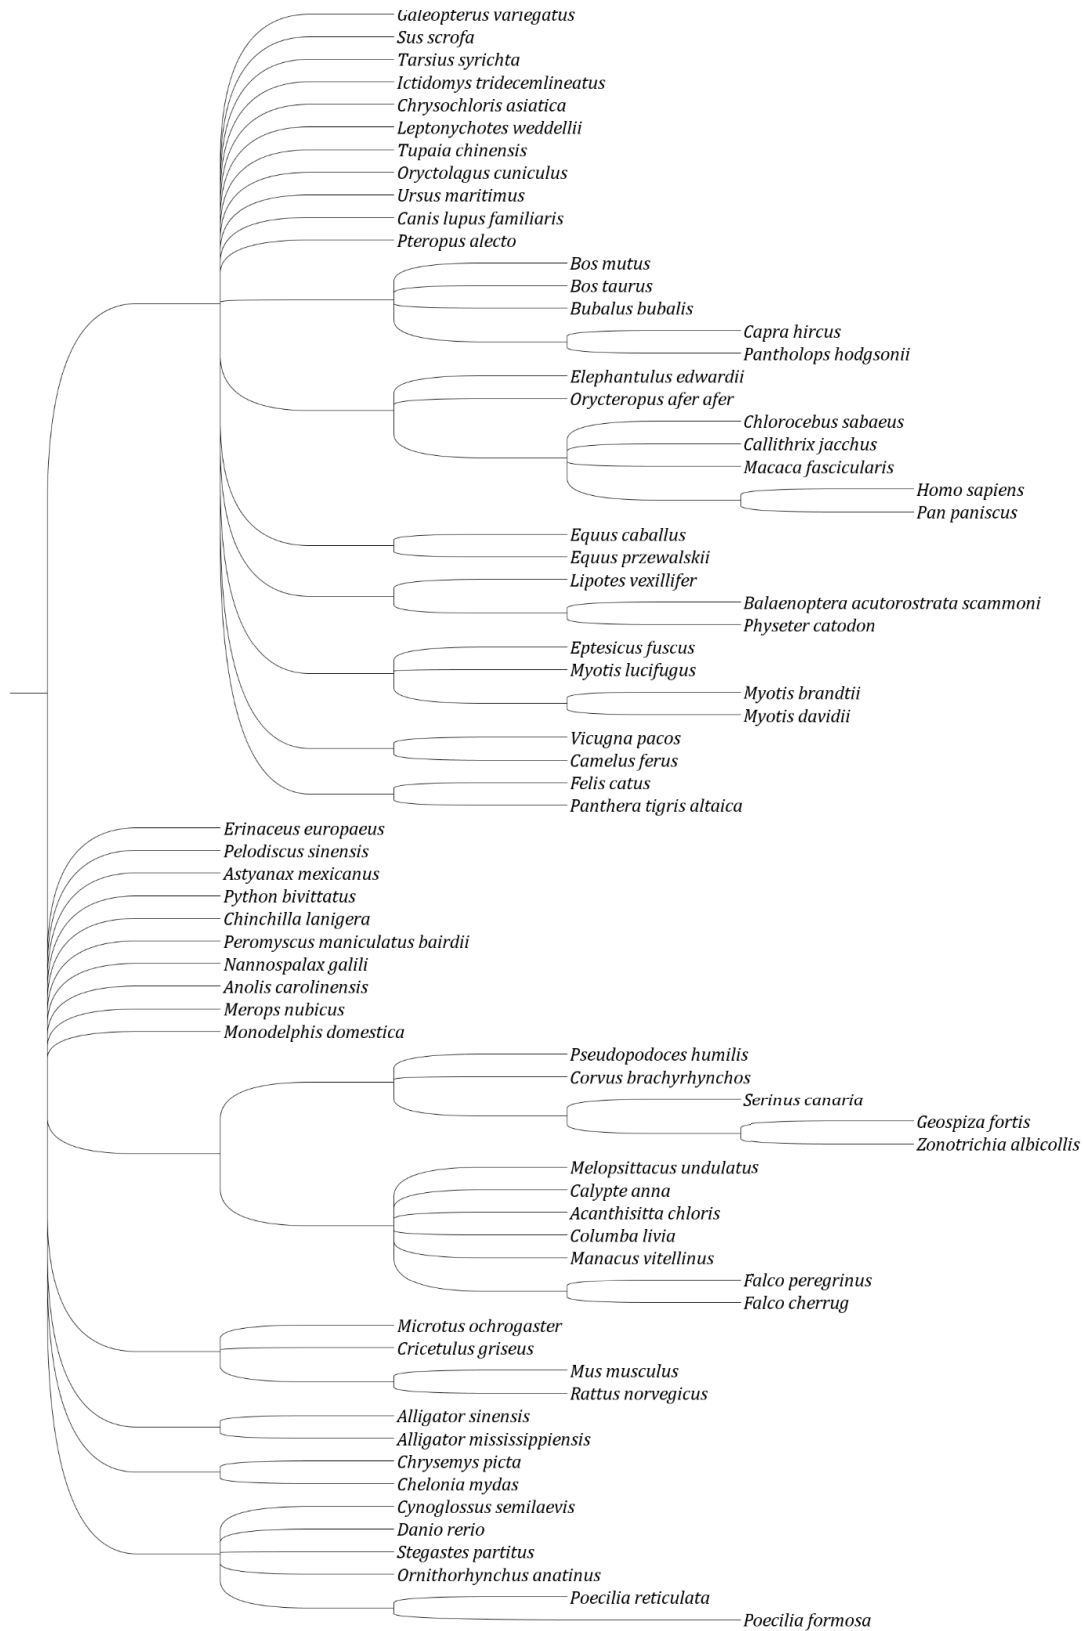 Galeopterus variegatus
Sus scrofa
Tarsius syrichta
Ictidomys tridecemlineatus
Chrysochloris asiatica
Leptonychotes weddellii
Tupaia chinensis
Oryctolagus cuniculus
Ursus maritimus
Canis lupus familiaris
Pteropus alecto
Bos mutus
Bos taurus
Bubalus bubalis
Capra hircus
Pantholops hodgsonii
Elephantulus edwardii
Orycteropus afer afer
Chlorocebus sabaeus
Callithrix jacchus
Macaca fascicularis
Homo sapiens
Pan paniscus
Equus caballus
Equus przewalskii
Lipotes vexillifer
Balaenoptera acutorostrata scammoni
Physeter catodon
Eptesicus fuscus
Myotis lucifugus
Myotis brandtii
Myotis davidii
Vicugna pacos
Camelus ferus
Felis catus
Panthera tigris altaica
Erinaceus europaeus
Pelodiscus sinensis
Astyanax mexicanus
Python bivittatus
Chinchilla lanigera
Peromyscus maniculatus bairdii
Nannospalax galili
Anolis carolinensis
Merops nubicus
Monodelphis domestica
Pseudopodoces humilis
Corvus brachyrhynchos
Serinus canaria
Geospiza fortis
Zonotrichia albicollis
Melopsittacus undulatus
Calypte anna
Acanthisitta chloris
Columba livia
Manacus vitellinus
Falco peregrinus
Falco cherrug
Microtus ochrogaster
Cricetulus griseus
Mus musculus
Rattus norvegicus
Alligator sinensis
Alligator mississippiensis
Chrysemys picta
Chelonia mydas
Cynoglossus semilaevis
Danio rerio
Stegastes partitus
Ornithorhynchus anatinus
Poecilia reticulata
Poecilia formosa